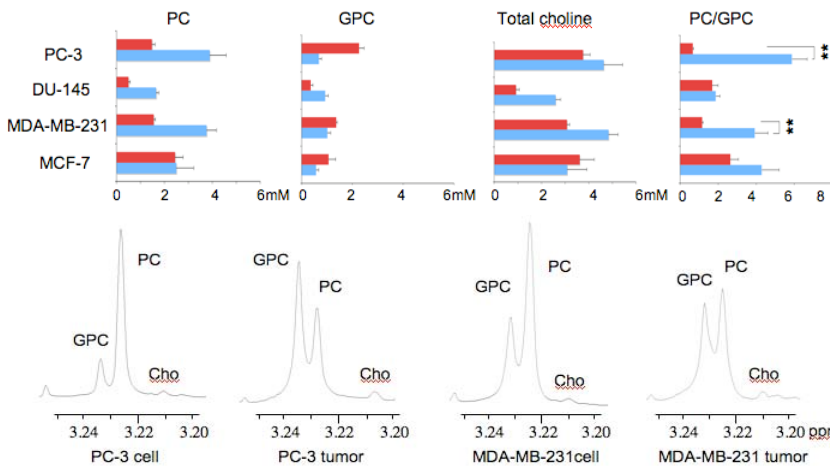 PC GPC Total choline PC/GPC
PC-3
DU-145
MDA-MB-231
MCF-7
**
**
0 2 4 6mM 0 2 4 6mM 0 2 4 6mM 0 2 4 6 8
GPC PC Cho
GPC PC Cho
GPC PC Cho
GPC PC Cho
3.24 3.22 3.20 3.24 3.22 3.20 3.24 3.22 3.20 3.24 3.22 3.20 ppm
PC-3 cell PC-3 tumor MDA-MB-231cell MDA-MB-231 tumor